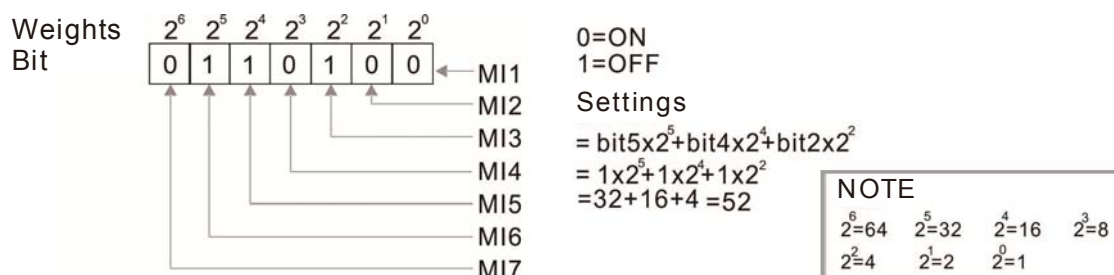 Weights 2⁶ 2⁵ 2⁴ 2³ 2² 2¹ 2⁰
Bit 0 1 1 0 1 0 0
MI1
MI2
MI3
MI4
MI5
MI6
MI7
0=ON
1=OFF
Settings
= bit5x2⁵+bit4x2⁴+bit2x2²
= 1x2⁵+1x2⁴+1x2²
=32+16+4 =52
NOTE
2⁶=64 2⁵=32 2⁴=16 2³=8
2²=4 2¹=2 2⁰=1